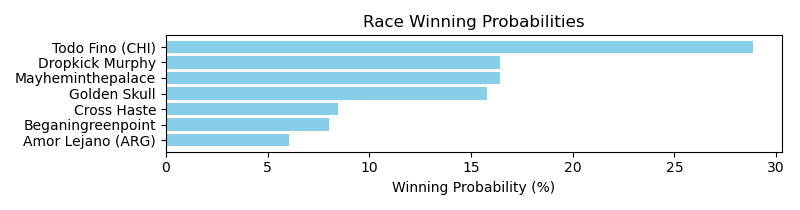 Race Winning Probabilities
Todo Fino (CHI)
Dropkick Murphy
Mayheminthepalace
Golden Skull
Cross Haste
Beganingreenpoint
Amor Lejano (ARG)
0 5 10 15 20 25 30
Winning Probability (%)